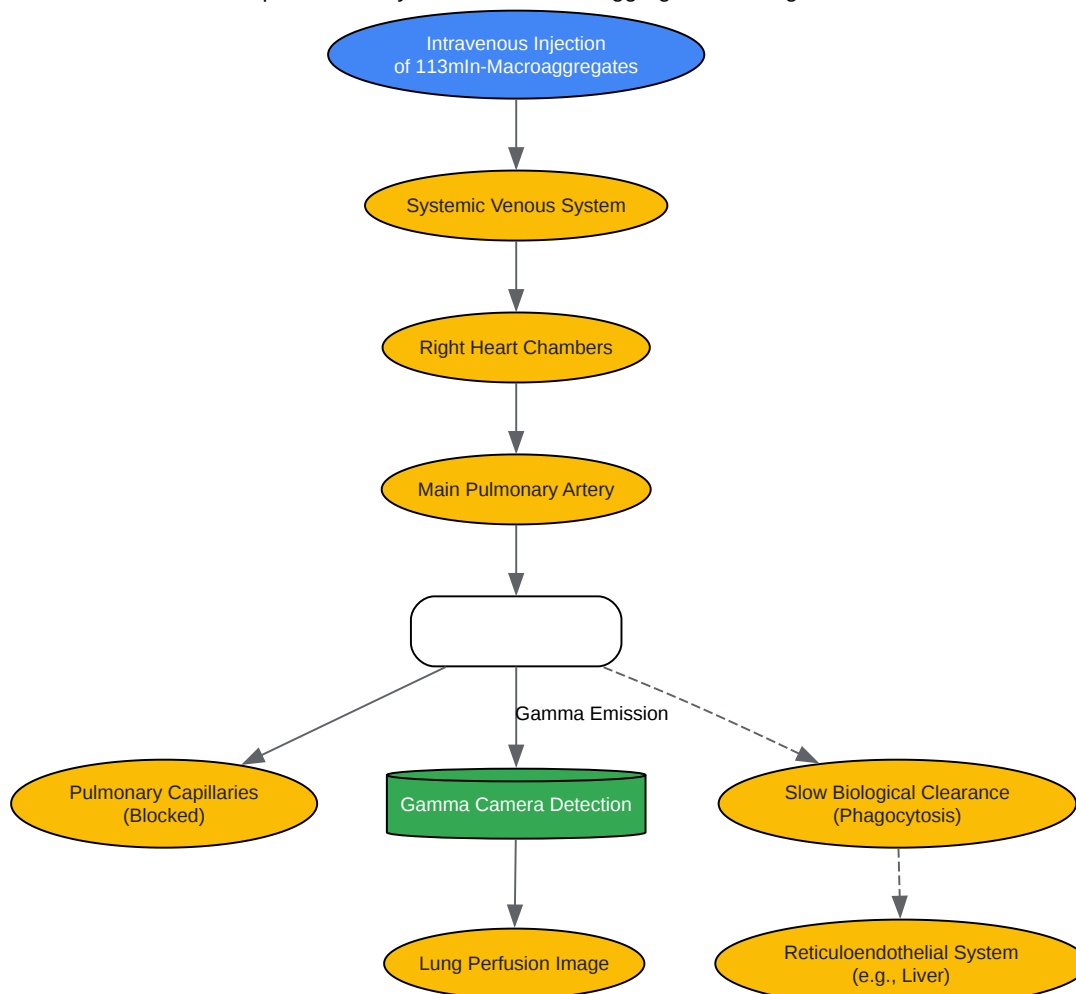 Intravenous Injection
of 113mIn-Macroaggregates
Systemic Venous System
Right Heart Chambers
Main Pulmonary Artery
Gamma Emission
Pulmonary Capillaries
(Blocked)
Gamma Camera Detection
Slow Biological Clearance
(Phagocytosis)
Lung Perfusion Image
Reticuloendothelial System
(e.g., Liver)